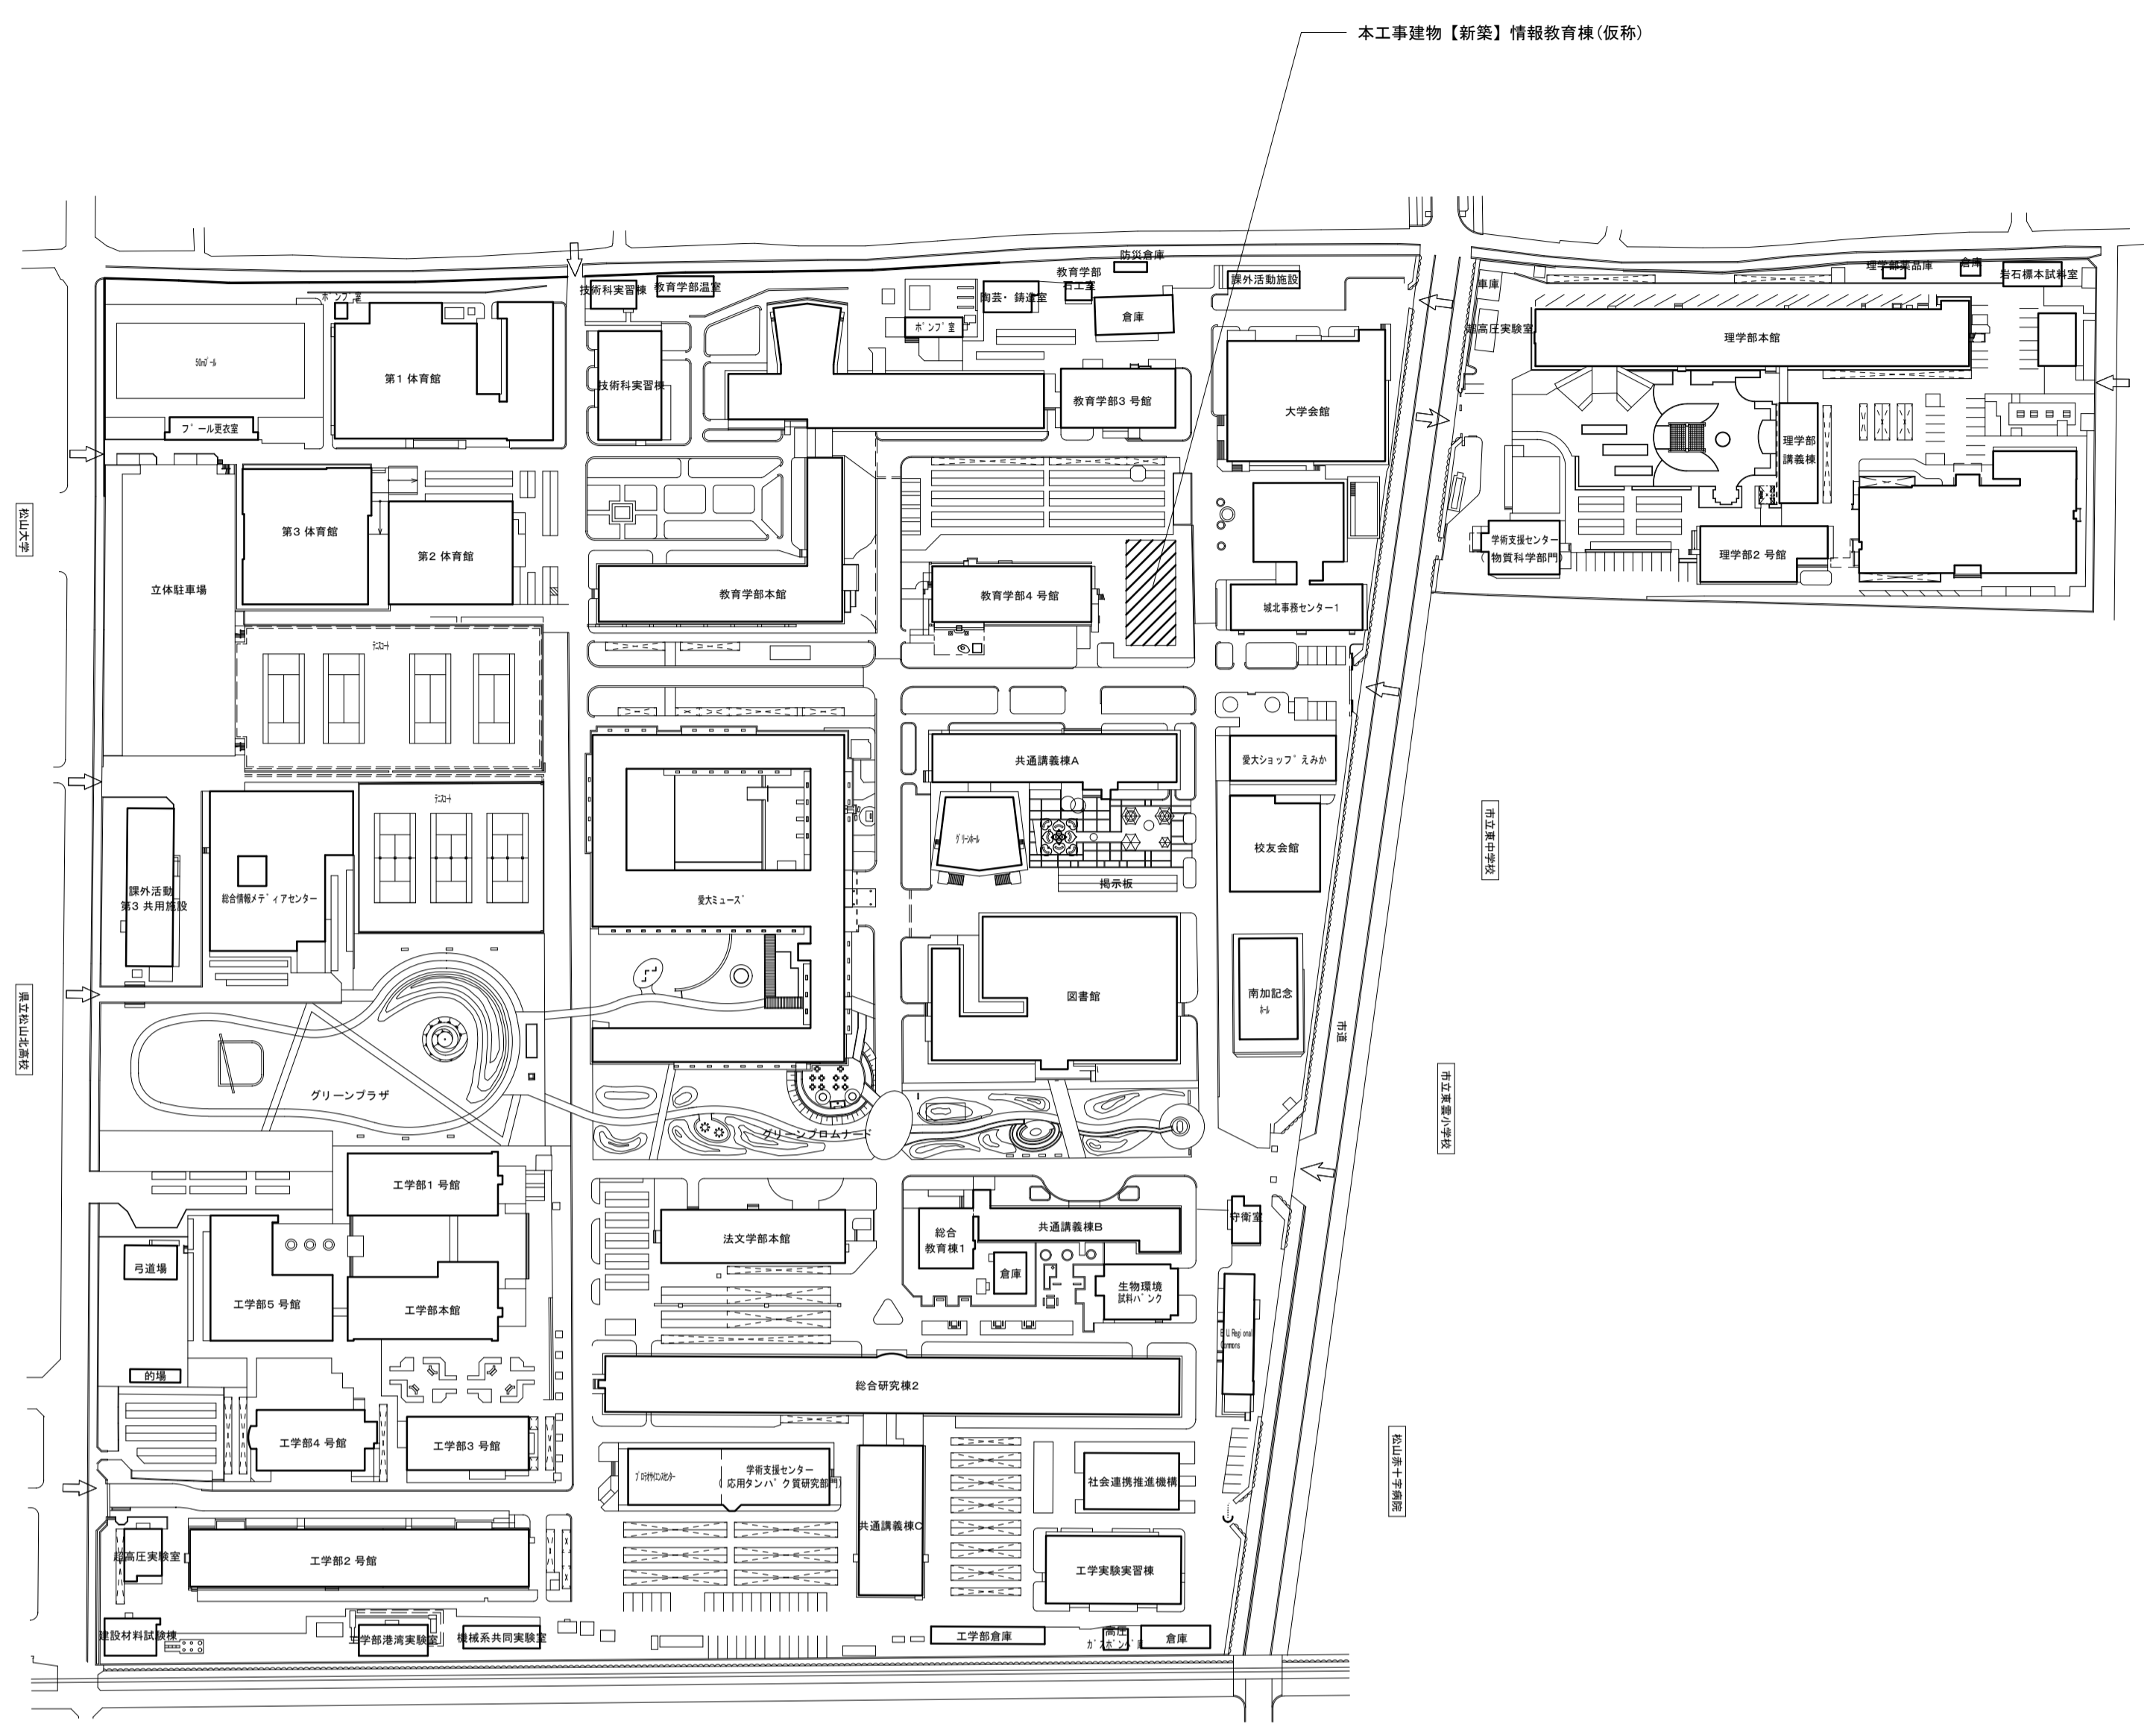 本工事建物【新築】情報教育棟(仮称)
防災倉庫
教育学部
石工室
課外活動施設
理学部薬品庫
倉庫
岩石標本試料室
ポンプ室
技術科実習棟
教育学部温室
陶芸・鋳造室
倉庫
ポンプ室
車庫
超高圧実験室
理学部本館
50mプール
第1 体育館
技術科実習棟
教育学部3 号館
大学会館
プール更衣室
理学部
講義棟
松山大学
第3 体育館
第2 体育館
学術支援センター
(物質科学部門)
理学部2 号館
立体駐車場
教育学部本館
教育学部4 号館
城北事務センター1
テニスコート
共通講義棟A
愛大ショップえみか
テニスコート
グリーンホール
校友会館
市立東中学校
掲示板
課外活動
第3 共用施設
総合情報メディアセンター
愛大ミューズ
図書館
南加記念
ホール
市道
県立松山北高校
グリーンプラザ
グリーンプロムナード
市立東雲小学校
工学部1 号館
法文学部本館
総合
教育棟1
共通講義棟B
守衛室
弓道場
倉庫
生物環境
試料バンク
工学部5 号館
工学部本館
E.U.Regional
Commons
的場
総合研究棟2
工学部4 号館
工学部3 号館
学術支援センター
(応用タンパク質研究部門)
社会連携推進機構
松山赤十字病院
共通講義棟C
超高圧実験室
工学部2 号館
工学実験実習棟
建設材料試験棟
工学部港湾実験室
機械系共同実験室
工学部倉庫
高圧
ガスボンベ庫
倉庫